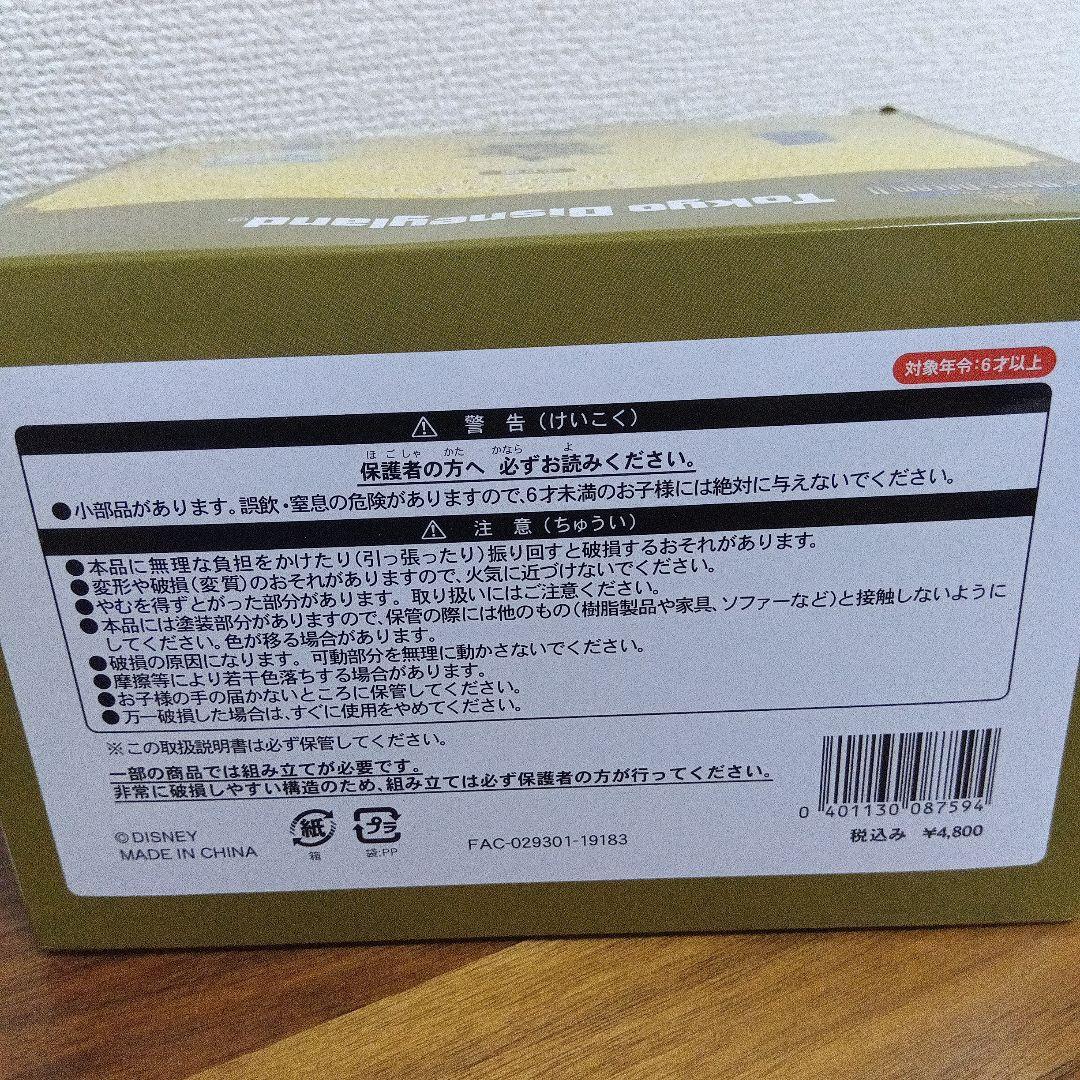 Tokyo Disneyland®
対象年令:6才以上
⚠ 警 告 (けいこく)
ほごしゃ かた かなら よ
保護者の方へ 必ずお読みください。
●小部品があります。誤飲・窒息の危険がありますので、6才未満のお子様には絶対に与えないでください。
⚠ 注 意 (ちゅうい)
●本品に無理な負担をかけたり(引っ張ったり)振り回すと破損するおそれがあります。
●変形や破損(変質)のおそれがありますので、火気に近づけないでください。
●やむを得ずとがった部分があります。取り扱いにはご注意ください。
●本品には塗装部分がありますので、保管の際には他のもの(樹脂製品や家具、ソファーなど)と接触しないように
してください。色が移る場合があります。
●破損の原因になります。可動部分を無理に動かさないでください。
●摩擦等により若干色落ちする場合があります。
●お子様の手の届かないところに保管してください。
●万一破損した場合は、すぐに使用をやめてください。
※この取扱説明書は必ず保管してください。
一部の商品では組み立てが必要です。
非常に破損しやすい構造のため、組み立ては必ず保護者の方が行ってください。
©DISNEY
MADE IN CHINA
紙
箱
プラ
袋:PP
FAC-029301-19183
0 401130 087594
税込み ¥4,800